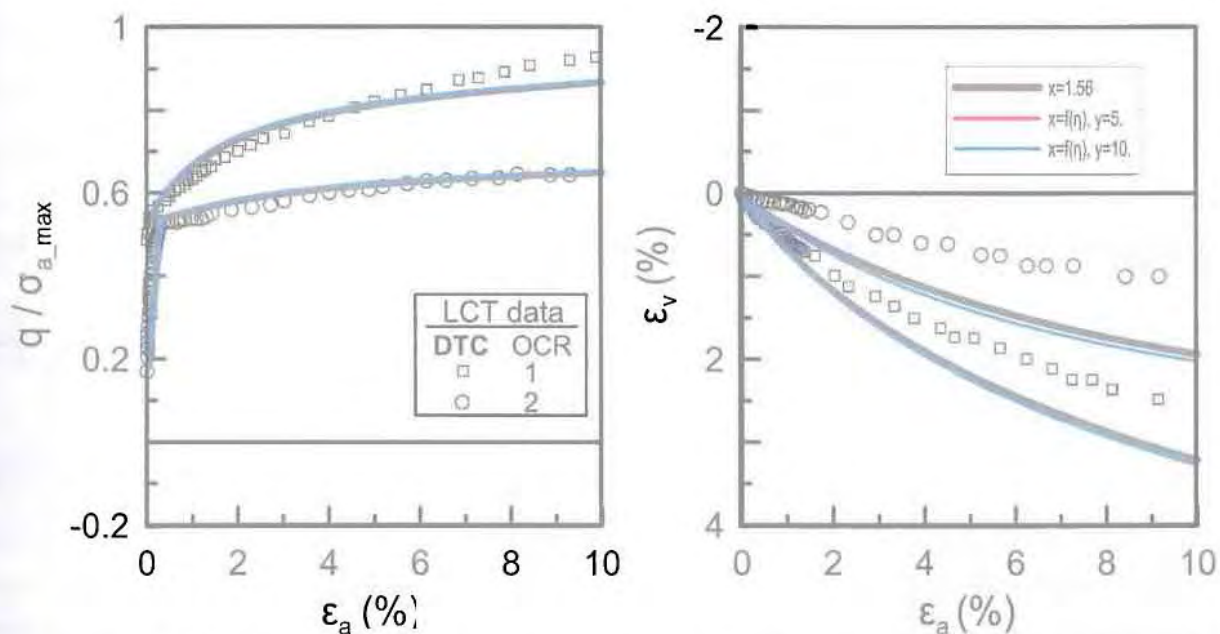 1
0.6
0.2
-0.2
q / σa_max
0 2 4 6 8 10
εa (%)
LCT data
DTC OCR
1
2
-2
0
2
4
εv (%)
0 2 4 6 8 10
εa (%)
x=1.56
x=f(η), y=5.
x=f(η), y=10.